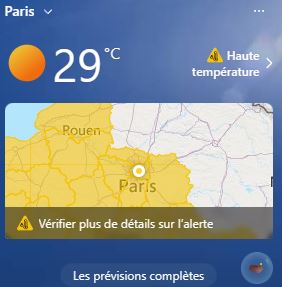 Paris
29 °C
Haute
température
Rouen
Paris
Vérifier plus de détails sur l'alerte
Les prévisions complètes